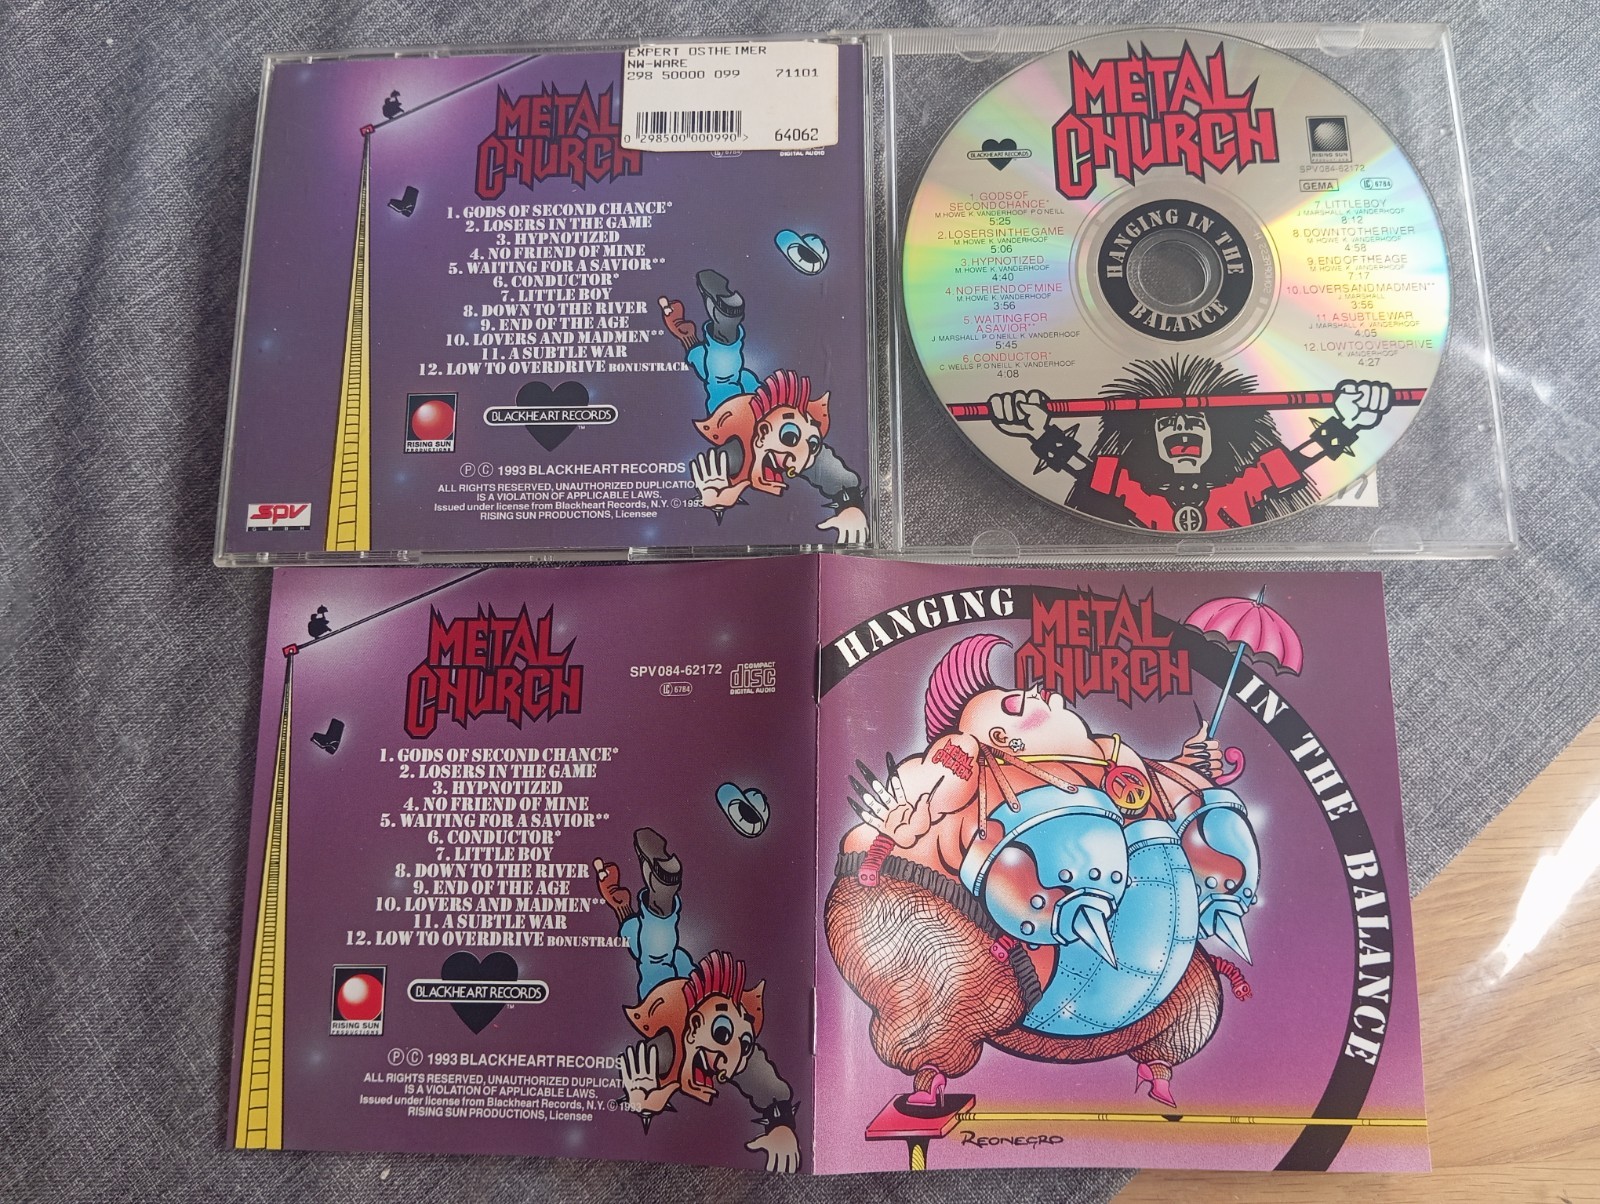 EXPERT OSTHEIMER
NW-WARE
298 50000 099 71101
0 298500 000990 >
64062
METAL
CHURCH
DIGITAL AUDIO
1. GODS OF SECOND CHANCE*
2. LOSERS IN THE GAME
3. HYPNOTIZED
4. NO FRIEND OF MINE
5. WAITING FOR A SAVIOR**
6. CONDUCTOR*
7. LITTLE BOY
8. DOWN TO THE RIVER
9. END OF THE AGE
10. LOVERS AND MADMEN**
11. A SUBTLE WAR
12. LOW TO OVERDRIVE BONUSTRACK
RISING SUN
PRODUCTIONS
BLACKHEART RECORDS
TM
Ⓟ Ⓒ 1993 BLACKHEART RECORDS
ALL RIGHTS RESERVED, UNAUTHORIZED DUPLICATIO
IS A VIOLATION OF APPLICABLE LAWS.
Issued under license from Blackheart Records, N.Y. Ⓒ 1993
RISING SUN PRODUCTIONS, Licensee
SPV
METAL
CHURCH
BLACKHEART RECORDS
RISING SUN
PRODUCTIONS
SPV 084-62172
GEMA
LC 6784
HANGING IN THE
BALANCE
1. GODS OF
SECOND CHANCE*
M. HOWE K. VANDERHOOF P. O'NEILL
5:25
2. LOSERS IN THE GAME
M. HOWE K. VANDERHOOF
5:06
3. HYPNOTIZED
M. HOWE K. VANDERHOOF
4:40
4. NO FRIEND OF MINE
M. HOWE K. VANDERHOOF
3:56
5. WAITING FOR
A SAVIOR**
J. MARSHALL P. O'NEILL K. VANDERHOOF
5:45
6. CONDUCTOR*
C. WELLS P. O'NEILL K. VANDERHOOF
4:08
7. LITTLE BOY
J. MARSHALL K. VANDERHOOF
8:12
8. DOWN TO THE RIVER
M. HOWE K. VANDERHOOF
4:58
9. END OF THE AGE
M. HOWE K. VANDERHOOF
7:17
10. LOVERS AND MADMEN**
J. MARSHALL
3:56
11. A SUBTLE WAR
J. MARSHALL M. HOWE K. VANDERHOOF
4:05
12. LOW TO OVERDRIVE
K. VANDERHOOF
4:27
METAL
CHURCH
SPV 084-62172
LC 6784
COMPACT
disc
DIGITAL AUDIO
1. GODS OF SECOND CHANCE*
2. LOSERS IN THE GAME
3. HYPNOTIZED
4. NO FRIEND OF MINE
5. WAITING FOR A SAVIOR**
6. CONDUCTOR*
7. LITTLE BOY
8. DOWN TO THE RIVER
9. END OF THE AGE
10. LOVERS AND MADMEN**
11. A SUBTLE WAR
12. LOW TO OVERDRIVE BONUSTRACK
RISING SUN
PRODUCTIONS
BLACKHEART RECORDS
TM
Ⓟ Ⓒ 1993 BLACKHEART RECORDS
ALL RIGHTS RESERVED, UNAUTHORIZED DUPLICATI
IS A VIOLATION OF APPLICABLE LAWS.
Issued under license from Blackheart Records, N.Y. Ⓒ 1993
RISING SUN PRODUCTIONS, Licensee
HANGING IN THE BALANCE
METAL
CHURCH
METAL
CHURCH
REONEGRO